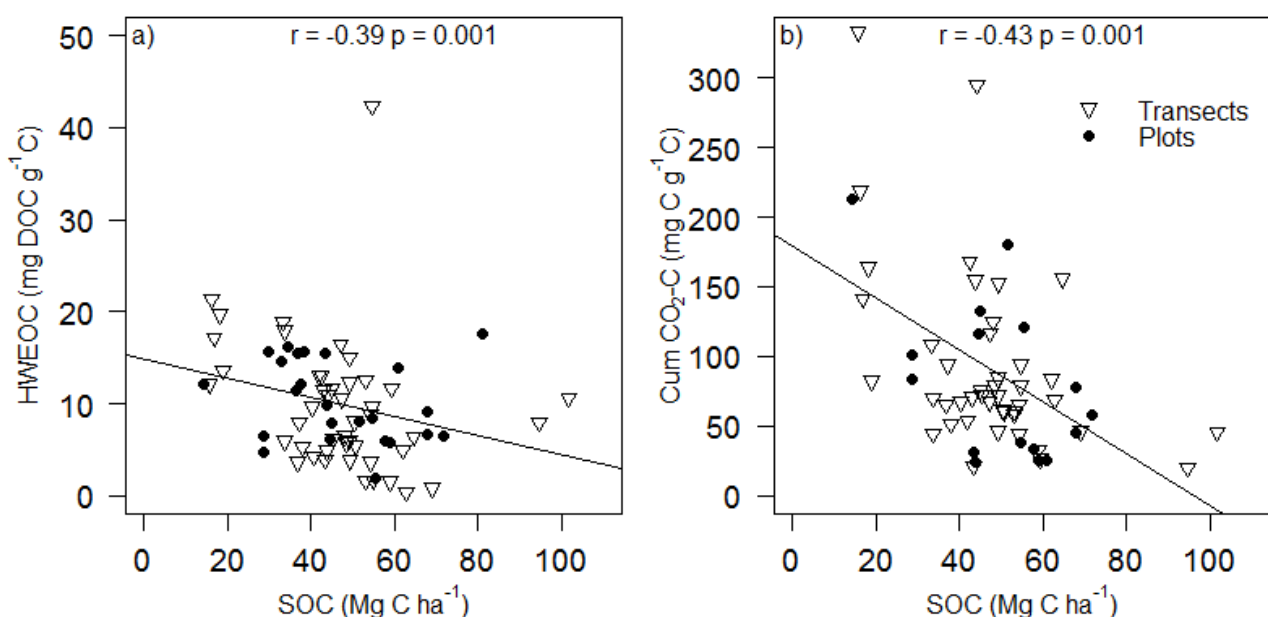 a) r = -0.39 p = 0.001
50
40
30
20
10
0
HWEOC (mg DOC g⁻¹C)
0 20 40 60 80 100
SOC (Mg C ha⁻¹)
b) r = -0.43 p = 0.001
Transects
Plots
300
250
200
150
100
50
0
Cum CO₂-C (mg C g⁻¹C)
0 20 40 60 80 100
SOC (Mg C ha⁻¹)